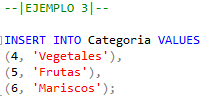 --|EJEMPLO 3|--
INSERT INTO Categoria VALUES
(4, 'Vegetales'),
(5, 'Frutas'),
(6, 'Mariscos');